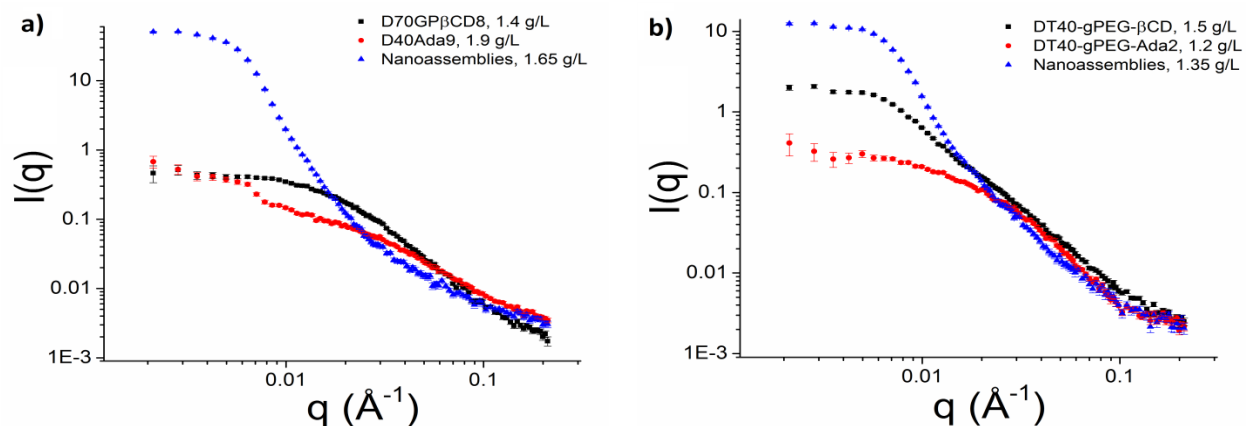 a)
D70GPβCD8, 1.4 g/L
D40Ada9, 1.9 g/L
Nanoassemblies, 1.65 g/L
10
1
0.1
0.01
1E-3
I(q)
0.01
0.1
q (Å⁻¹)
b)
DT40-gPEG-βCD, 1.5 g/L
DT40-gPEG-Ada2, 1.2 g/L
Nanoassemblies, 1.35 g/L
10
1
0.1
0.01
1E-3
I(q)
0.01
0.1
q (Å⁻¹)